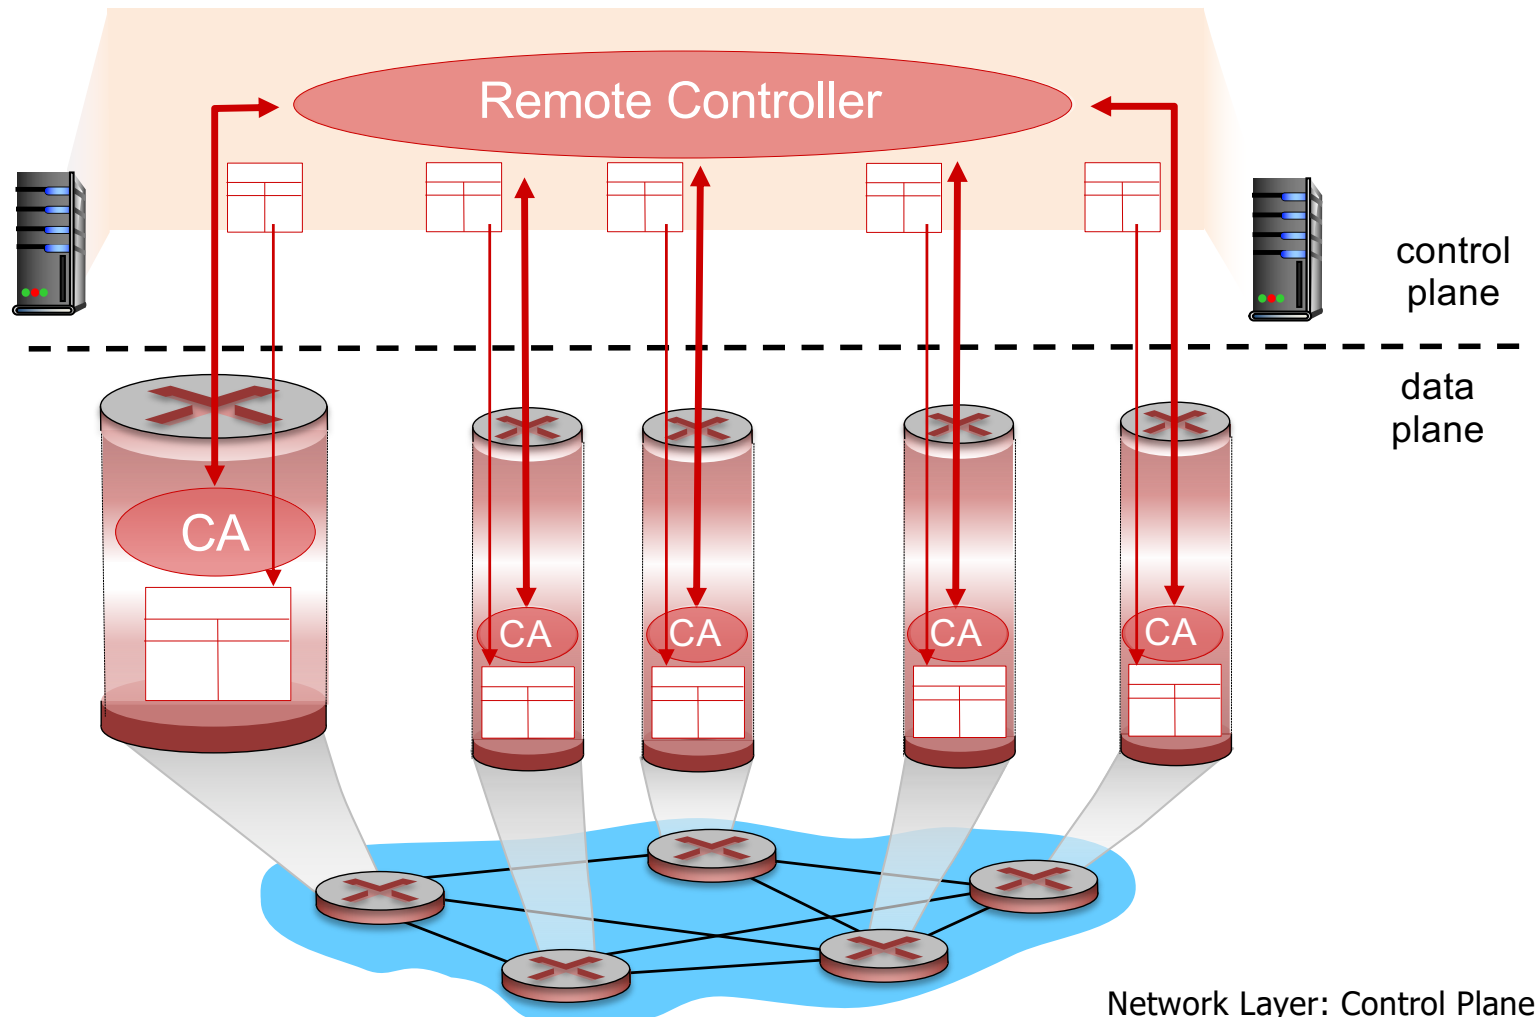 Remote Controller
control
plane
data
plane
CA
CA
CA
CA
CA
Network Layer: Control Plane